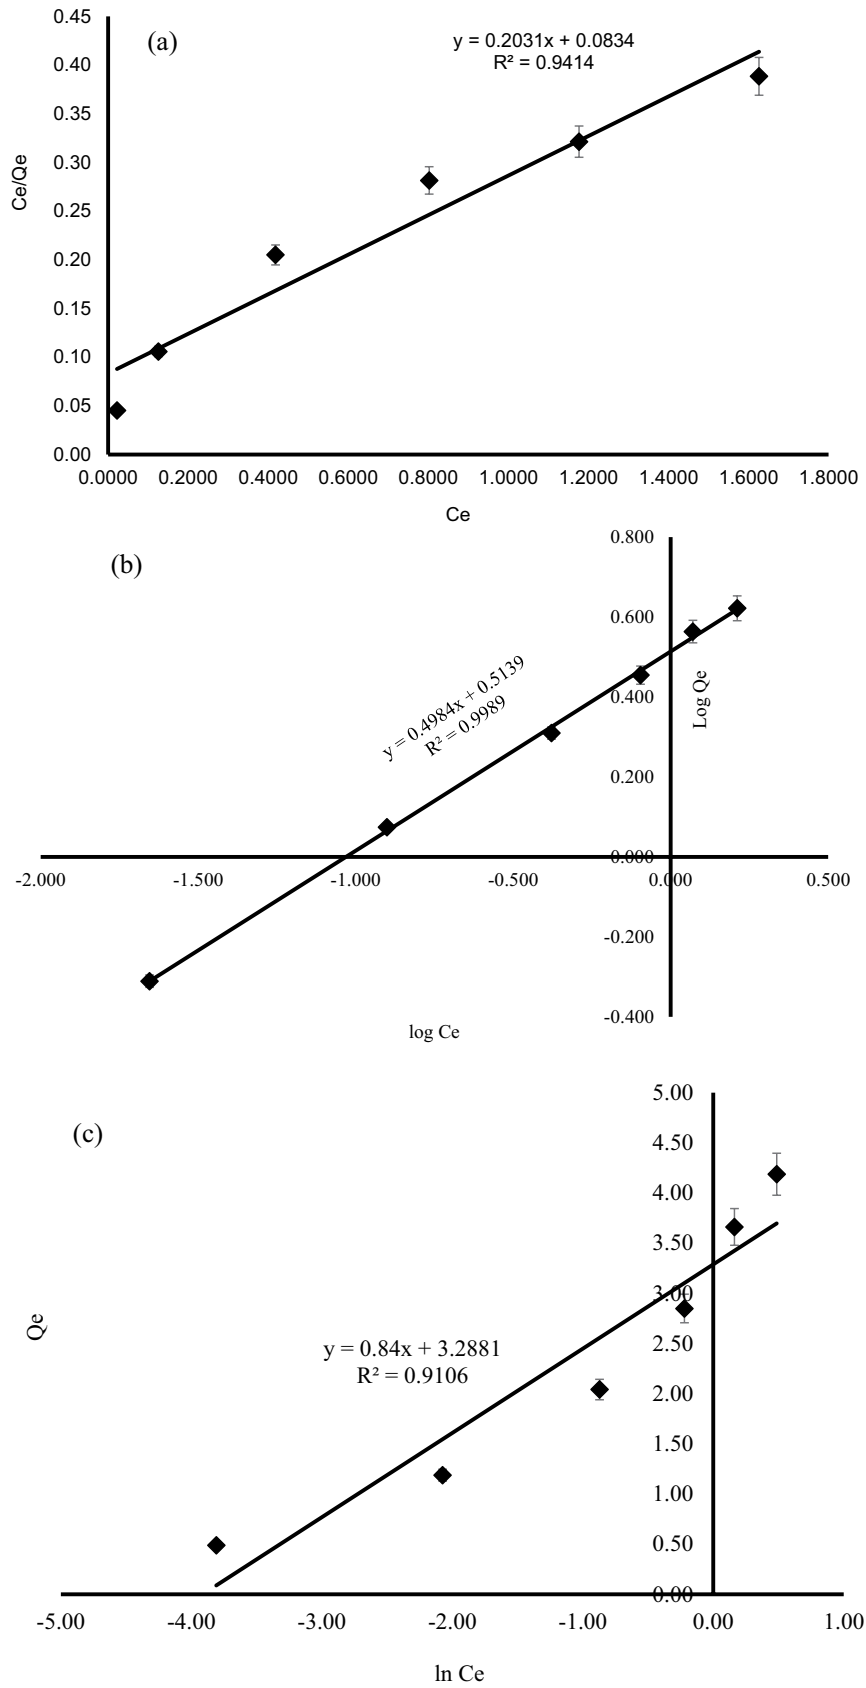 (a)
y = 0.2031x + 0.0834
R² = 0.9414
0.45
0.40
0.35
0.30
0.25
0.20
0.15
0.10
0.05
0.00
Ce/Qe
0.0000 0.2000 0.4000 0.6000 0.8000 1.0000 1.2000 1.4000 1.6000 1.8000
Ce
(b)
y = 0.4984x + 0.5139
R² = 0.9989
0.800
0.600
0.400
0.200
0.000
-0.200
-0.400
Log Qe
-2.000 -1.500 -1.000 -0.500 0.000 0.500
log Ce
(c)
y = 0.84x + 3.2881
R² = 0.9106
5.00
4.50
4.00
3.50
3.00
2.50
2.00
1.50
1.00
0.50
0.00
Qe
-5.00 -4.00 -3.00 -2.00 -1.00 0.00 1.00
ln Ce